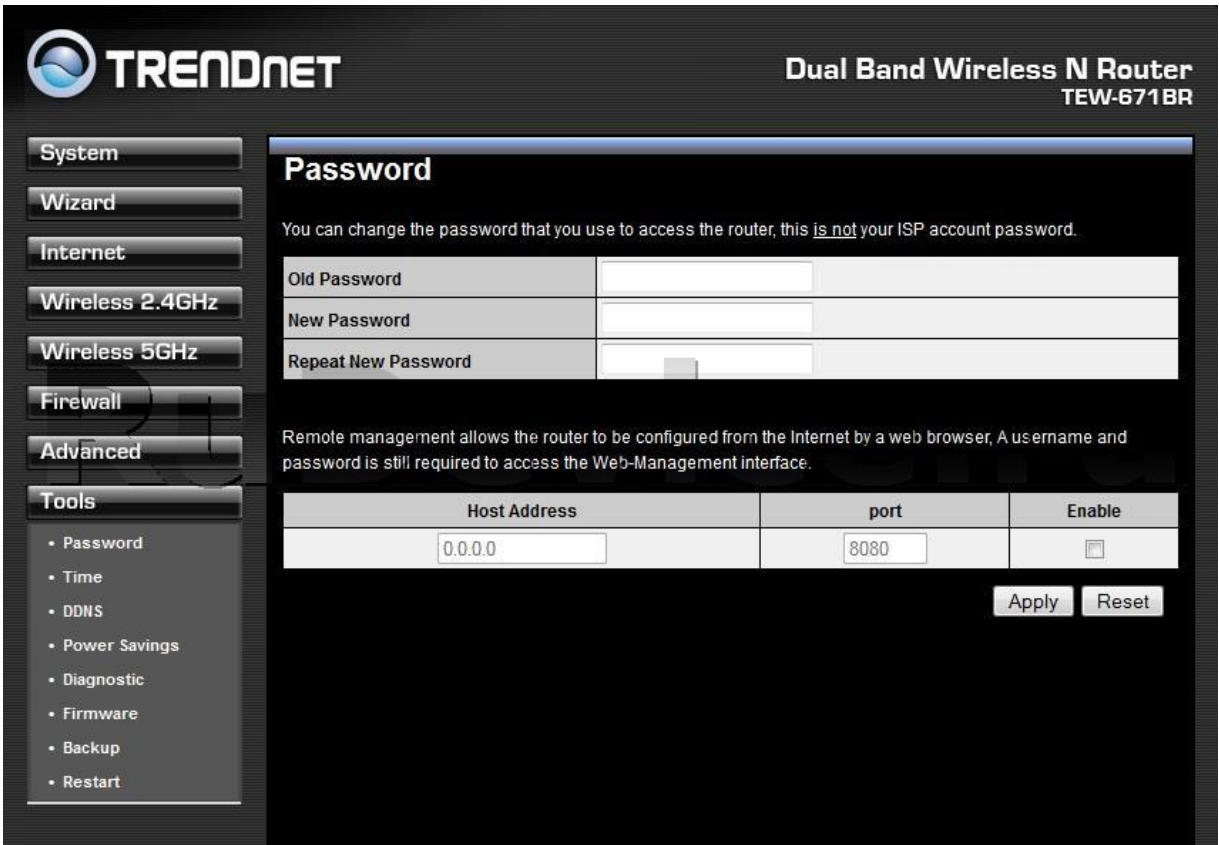 TRENDNET
Dual Band Wireless N Router
TEW-671BR
System
Wizard
Internet
Wireless 2.4GHz
Wireless 5GHz
Firewall
Advanced
Tools
• Password
• Time
• DDNS
• Power Savings
• Diagnostic
• Firmware
• Backup
• Restart
Password
You can change the password that you use to access the router, this is not your ISP account password.
Old Password
New Password
Repeat New Password
Remote management allows the router to be configured from the Internet by a web browser, A username and
password is still required to access the Web-Management interface.
Host Address port Enable
0.0.0.0 8080
Apply Reset